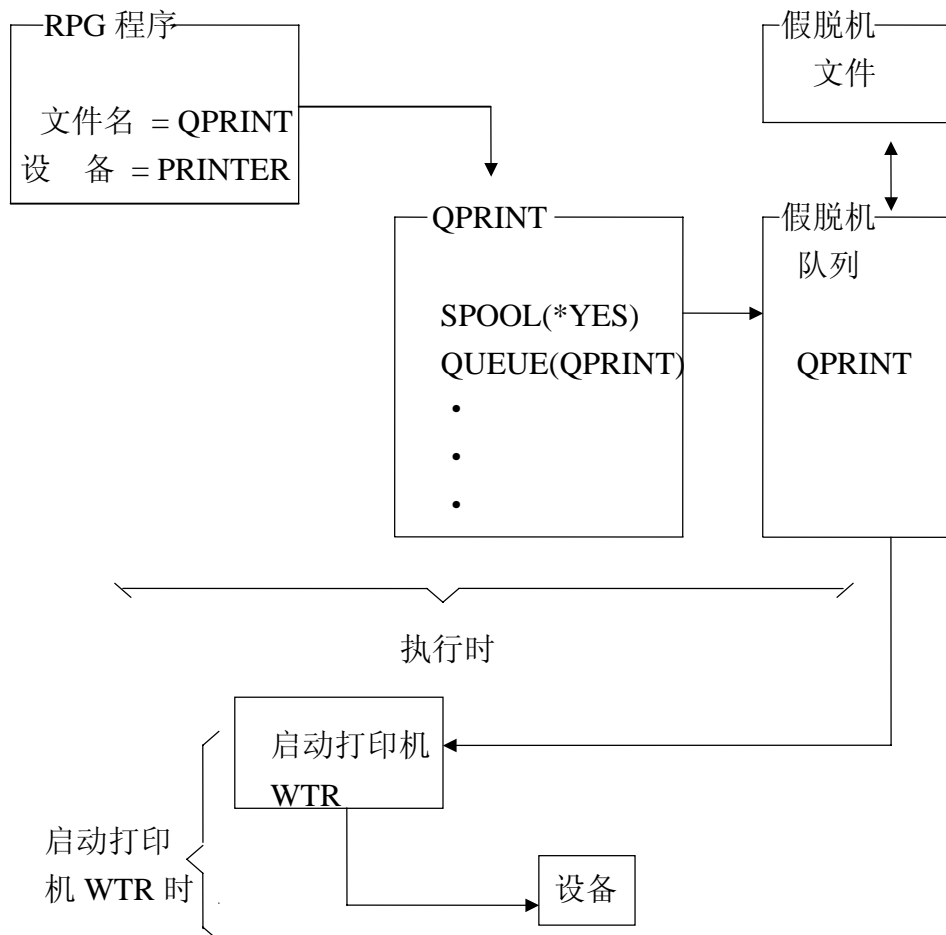 RPG 程序
文件名 = QPRINT
设 备 = PRINTER
假脱机
文件
QPRINT
SPOOL(*YES)
QUEUE(QPRINT)
•
•
•
假脱机
队列
QPRINT
执行时
启动打印机
WTR
启动打印
机 WTR 时
设备